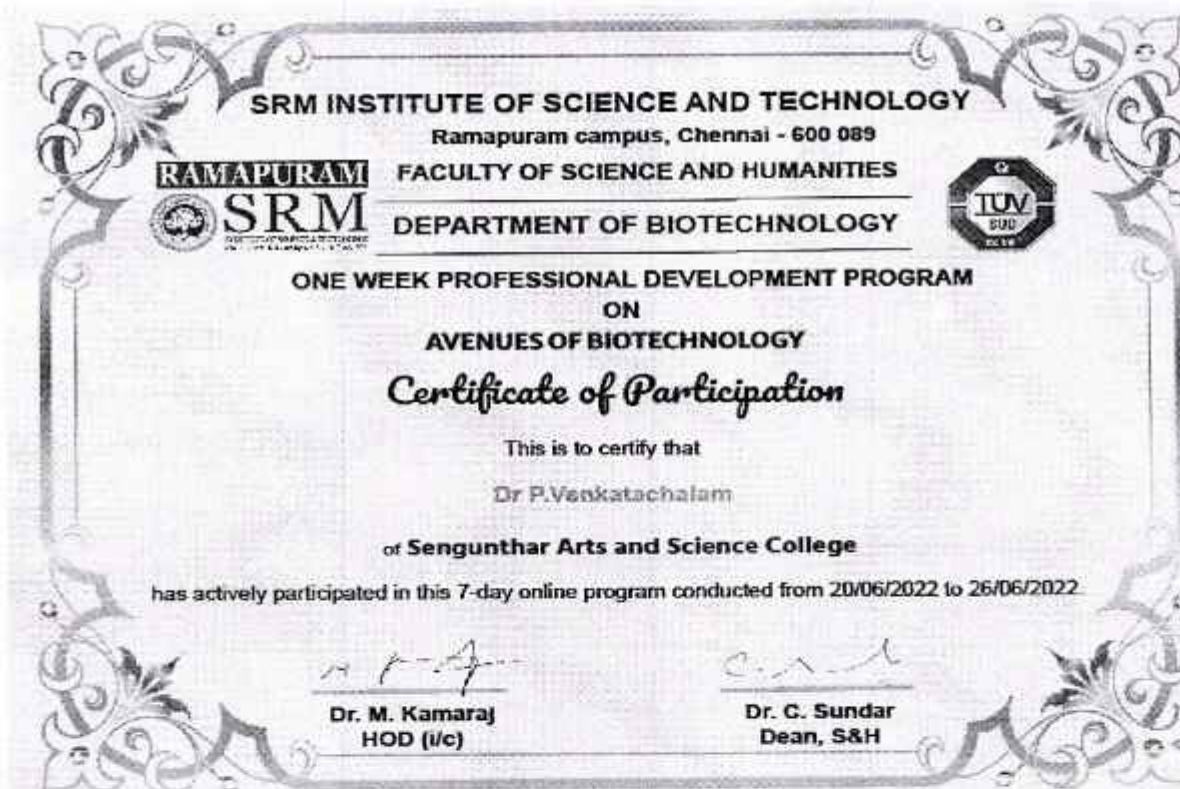 SRM INSTITUTE OF SCIENCE AND TECHNOLOGY
Ramapuram campus, Chennai - 600 089
RAMAPURAM
SRM
FACULTY OF SCIENCE AND HUMANITIES
DEPARTMENT OF BIOTECHNOLOGY
TUV
SUD
ONE WEEK PROFESSIONAL DEVELOPMENT PROGRAM
ON
AVENUES OF BIOTECHNOLOGY
Certificate of Participation
This is to certify that
Dr P.Venkatachalam
of Sengunthar Arts and Science College
has actively participated in this 7-day online program conducted from 20/06/2022 to 26/06/2022
Dr. M. Kamaraj
HOD (i/c)
Dr. C. Sundar
Dean, S&H